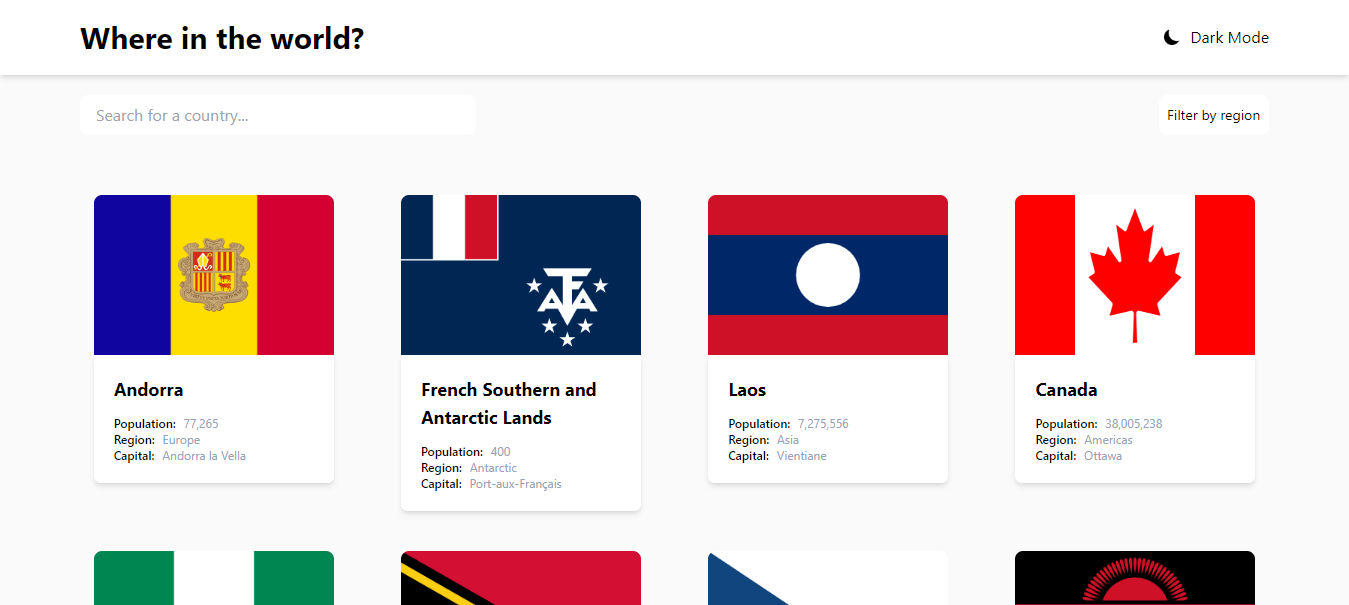 Where in the world?
Dark Mode
Search for a country...
Filter by region
Andorra
Population: 77,265
Region: Europe
Capital: Andorra la Vella
French Southern and
Antarctic Lands
Population: 400
Region: Antarctic
Capital: Port-aux-Français
Laos
Population: 7,275,556
Region: Asia
Capital: Vientiane
Canada
Population: 38,005,238
Region: Americas
Capital: Ottawa